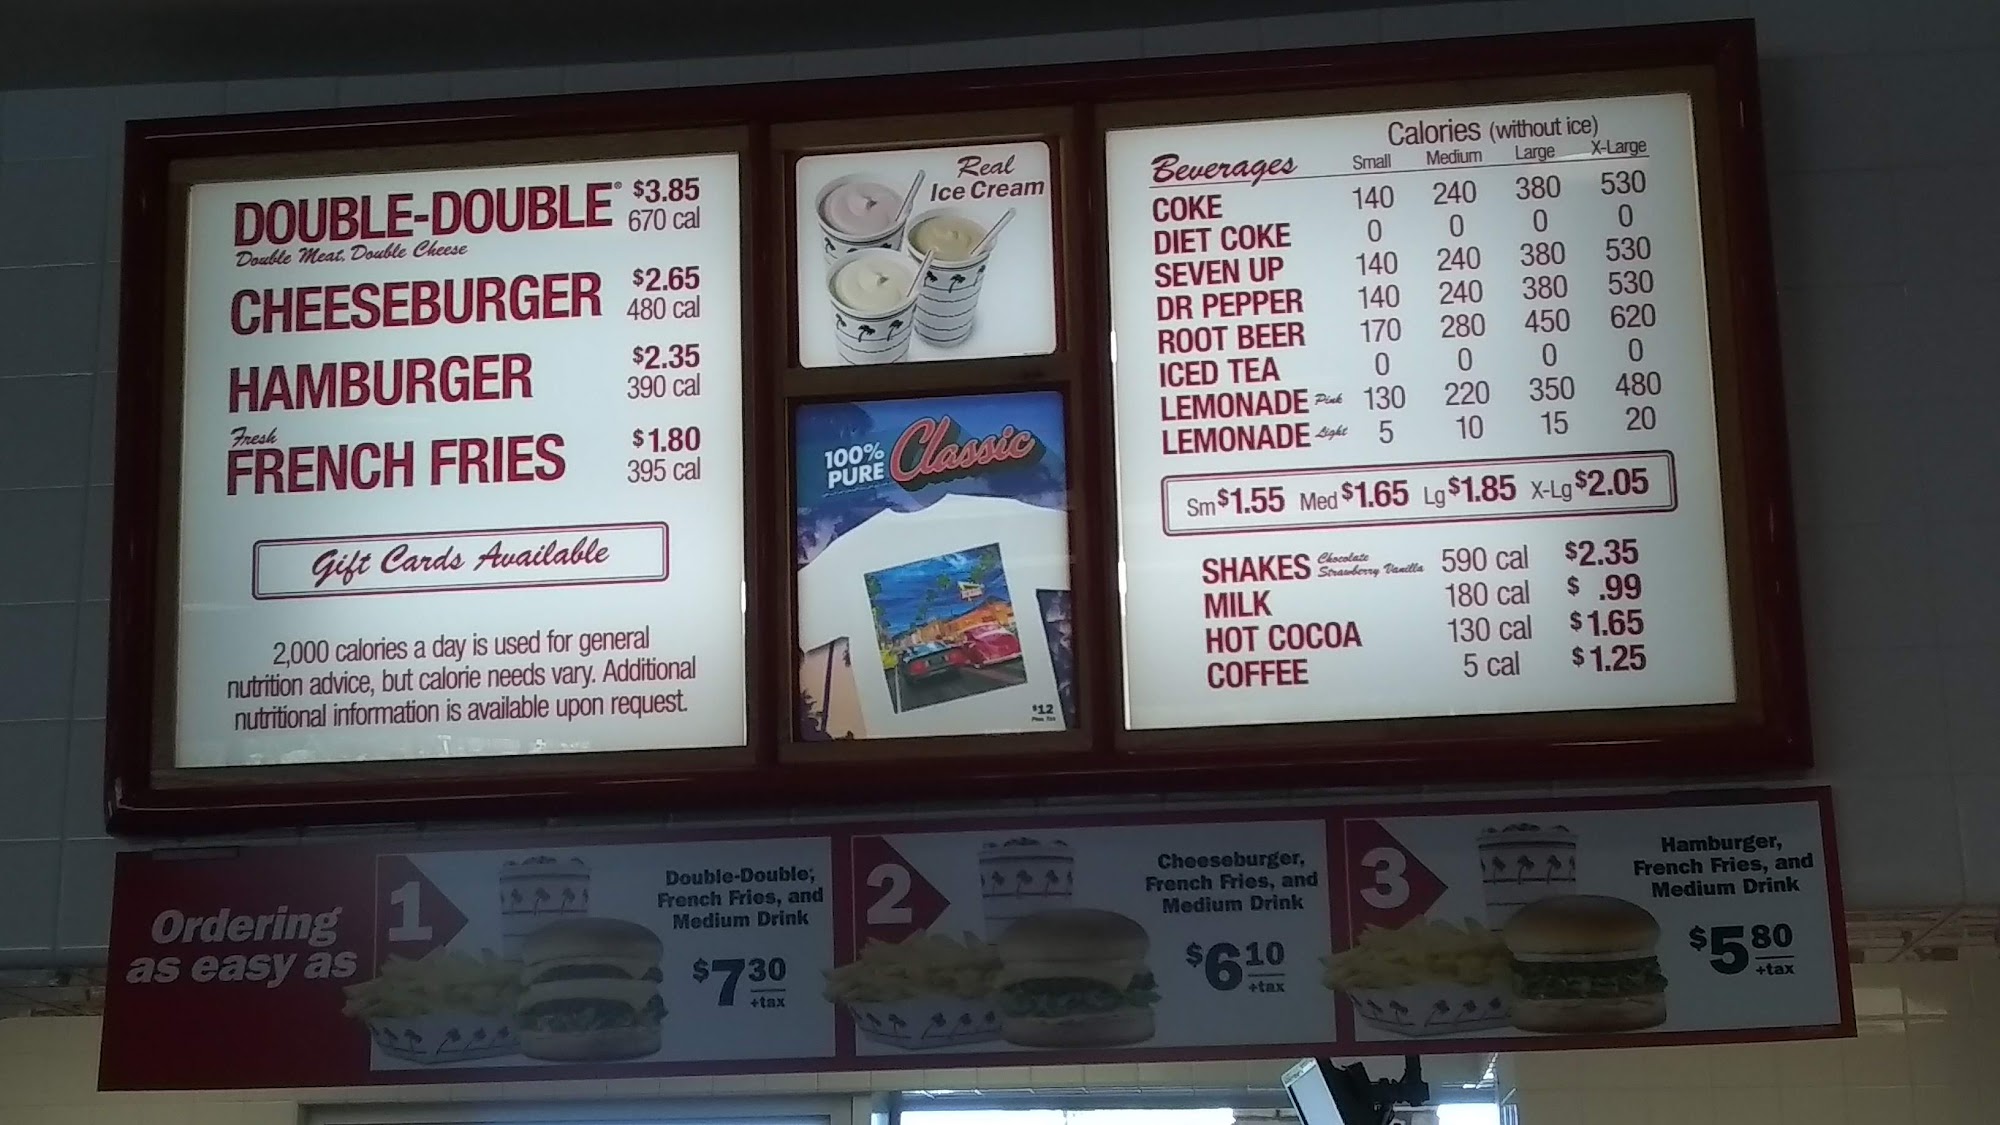 DOUBLE-DOUBLE® $3.85
Double Meat, Double Cheese 670 cal
CHEESEBURGER $2.65
480 cal
HAMBURGER $2.35
390 cal
Fresh
FRENCH FRIES $1.80
395 cal
Gift Cards Available
2,000 calories a day is used for general
nutrition advice, but calorie needs vary. Additional
nutritional information is available upon request.
Real
Ice Cream
100%
PURE Classic
$12
Plus Tax
Calories (without ice)
Beverages Small Medium Large X-Large
COKE 140 240 380 530
DIET COKE 0 0 0 0
SEVEN UP 140 240 380 530
DR PEPPER 140 240 380 530
ROOT BEER 170 280 450 620
ICED TEA 0 0 0 0
LEMONADE Pink 130 220 350 480
LEMONADE Light 5 10 15 20
Sm $1.55 Med $1.65 Lg $1.85 X-Lg $2.05
SHAKES Chocolate Strawberry Vanilla 590 cal $2.35
MILK 180 cal $ .99
HOT COCOA 130 cal $1.65
COFFEE 5 cal $1.25
Ordering
as easy as
1
Double-Double,
French Fries, and
Medium Drink
$7 30
+tax
2
Cheeseburger,
French Fries, and
Medium Drink
$6 10
+tax
3
Hamburger,
French Fries, and
Medium Drink
$5 80
+tax